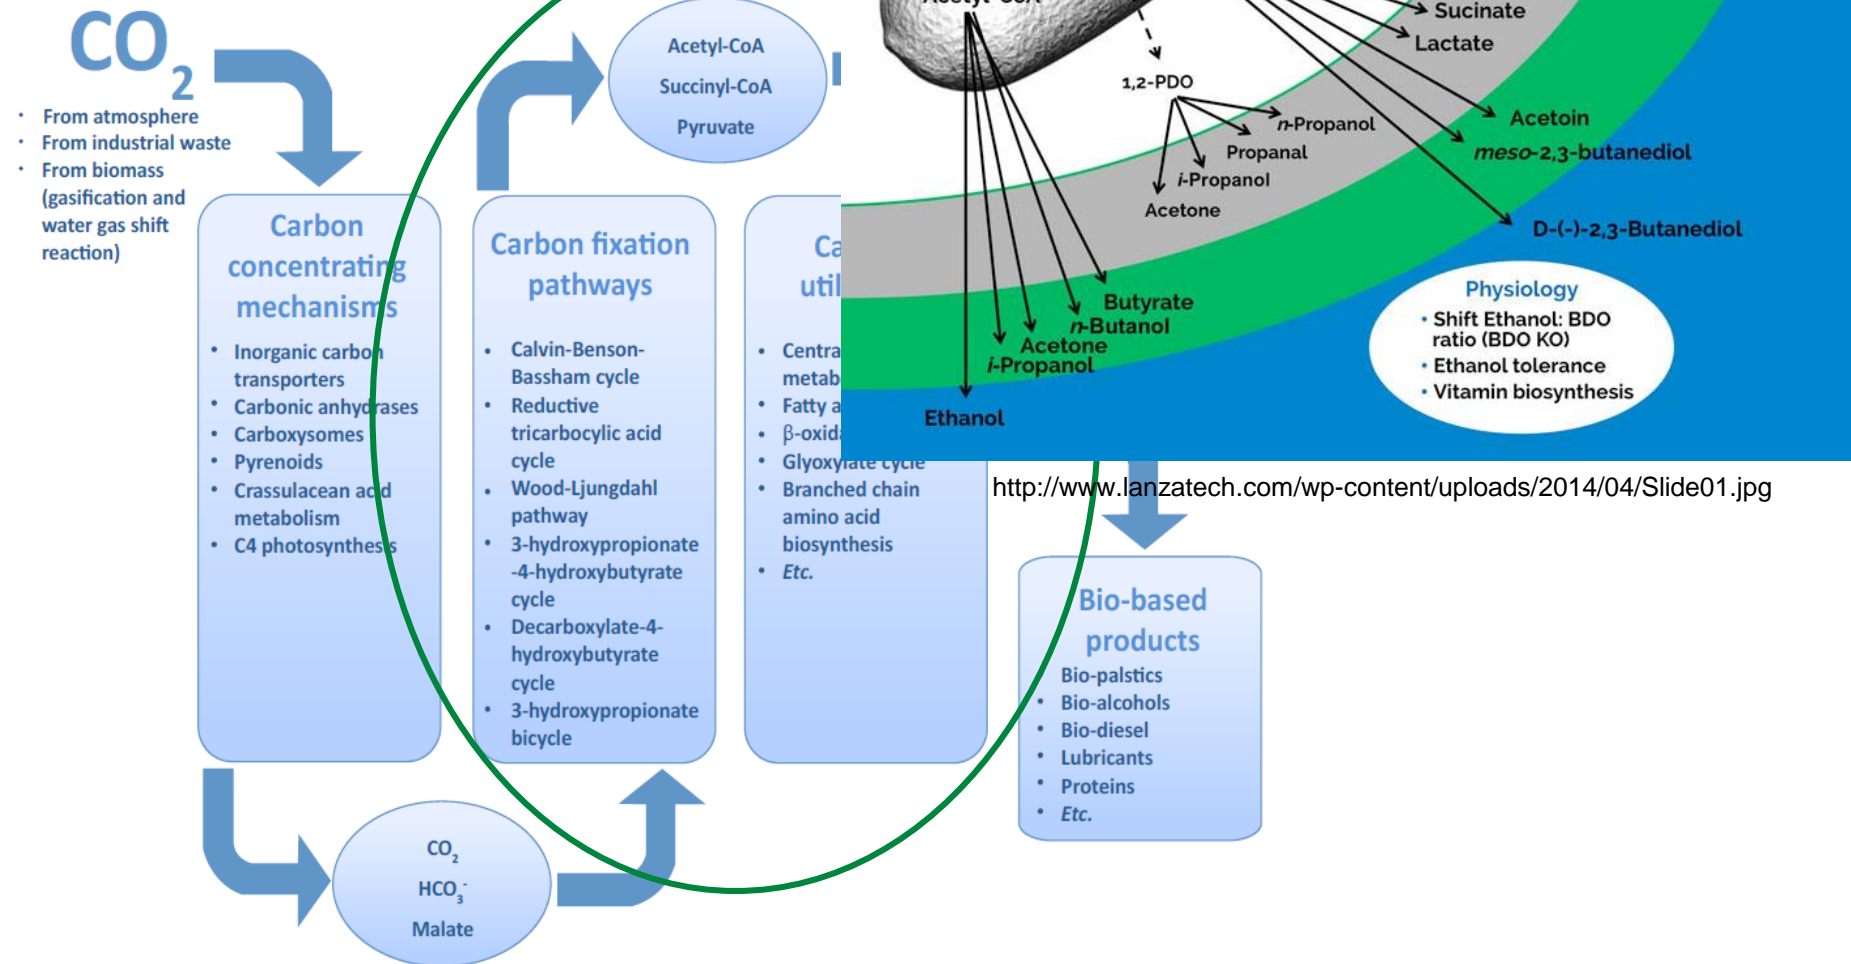 CO2
• From atmosphere
• From industrial waste
• From biomass
(gasification and
water gas shift
reaction)
Carbon
concentrating
mechanisms
• Inorganic carbon
transporters
• Carbonic anhydrases
• Carboxysomes
• Pyrenoids
• Crassulacean acid
metabolism
• C4 photosynthesis
CO2
HCO3-
Malate
Carbon fixation
pathways
• Calvin-Benson-
Bassham cycle
• Reductive
tricarbocylic acid
cycle
• Wood-Ljungdahl
pathway
• 3-hydroxypropionate
-4-hydroxybutyrate
cycle
• Decarboxylate-4-
hydroxybutyrate
cycle
• 3-hydroxypropionate
bicycle
Acetyl-CoA
Succinyl-CoA
Pyruvate
Ca
util
• Centra
metab
• Fatty a
• β-oxid
• Glyoxylate cycle
• Branched chain
amino acid
biosynthesis
• Etc.
Acetyl-CoA
Sucinate
Lactate
1,2-PDO
n-Propanol
Propanal
i-Propanol
Acetone
Acetoin
meso-2,3-butanediol
D-(-)-2,3-Butanediol
Butyrate
n-Butanol
Acetone
i-Propanol
Ethanol
Physiology
• Shift Ethanol: BDO
ratio (BDO KO)
• Ethanol tolerance
• Vitamin biosynthesis
http://www.lanzatech.com/wp-content/uploads/2014/04/Slide01.jpg
Bio-based
products
Bio-palstics
• Bio-alcohols
• Bio-diesel
• Lubricants
• Proteins
• Etc.